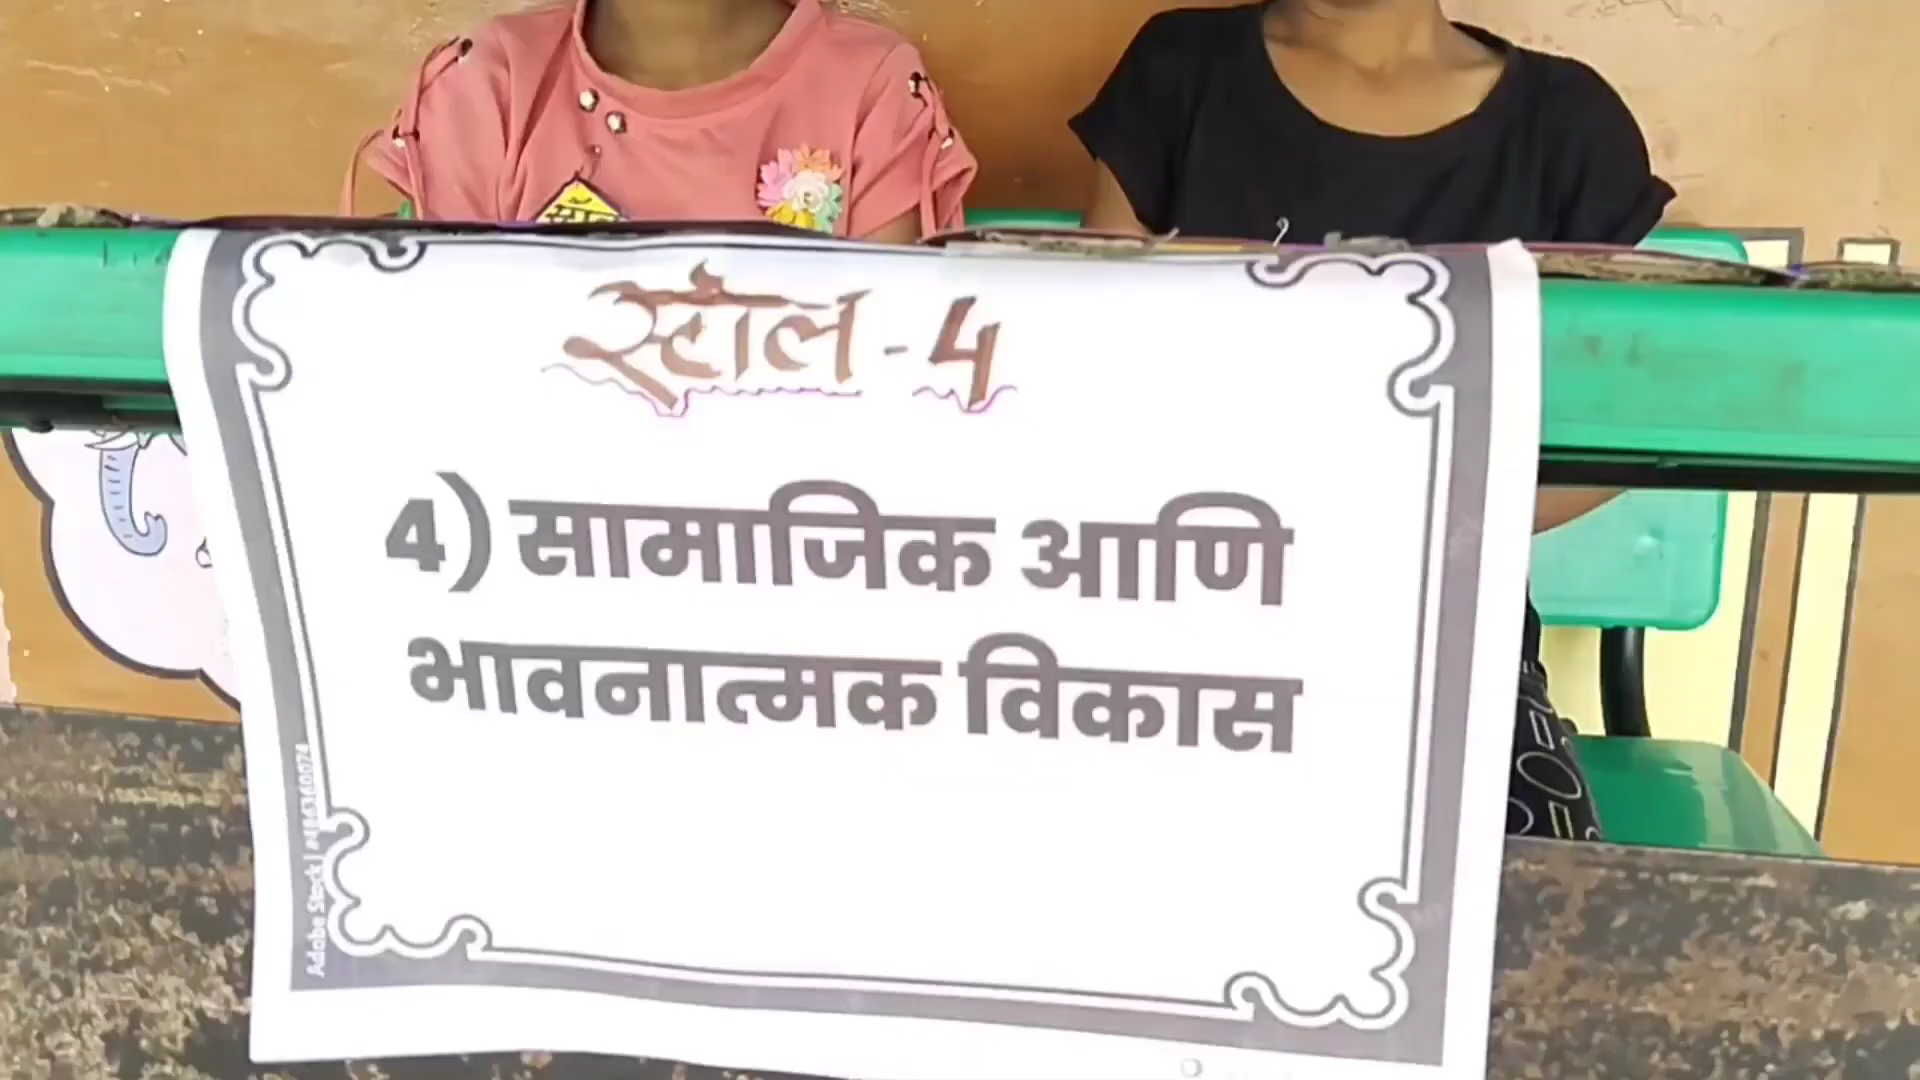 स्टॉल - 4
4) सामाजिक आणि
भावनात्मक विकास